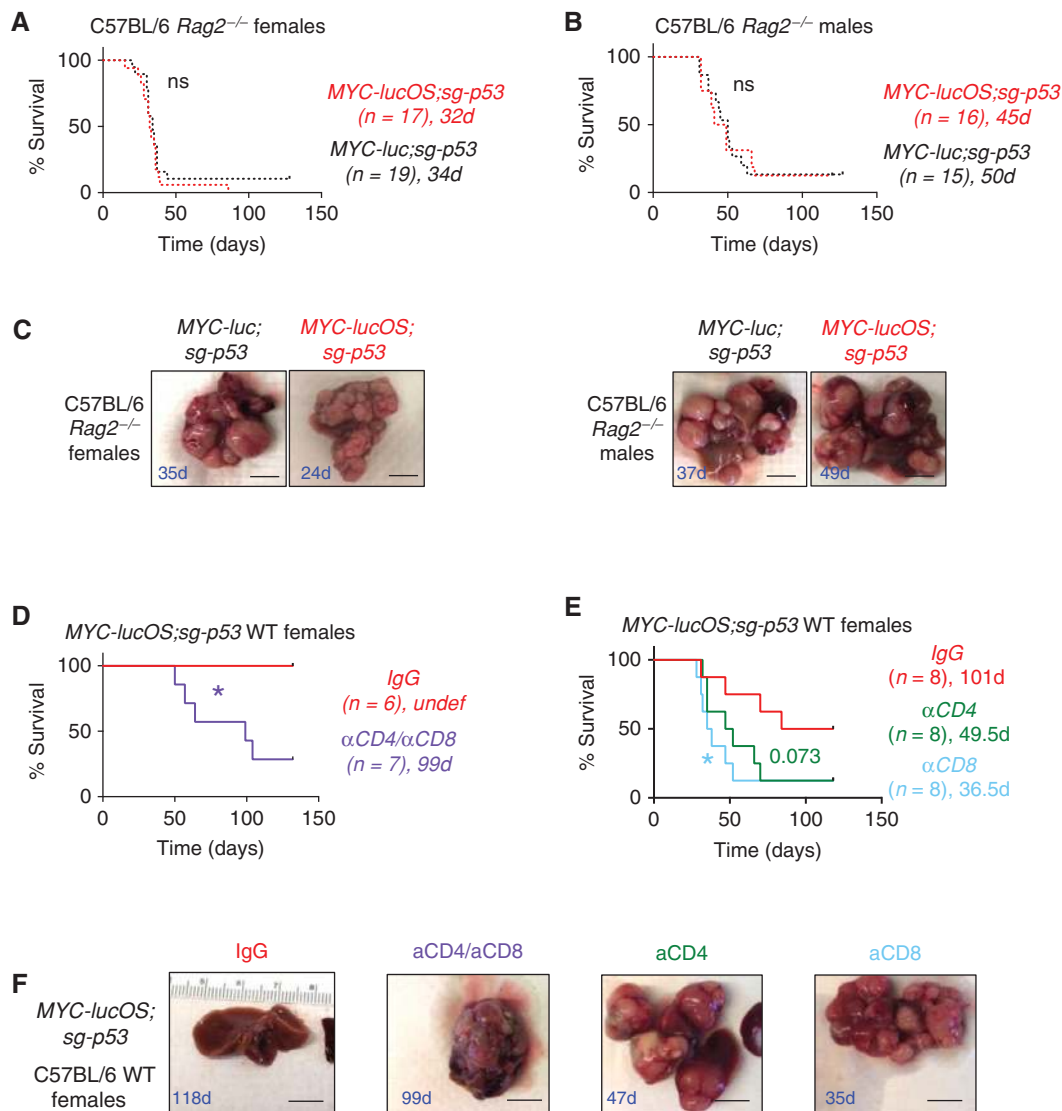 A
C57BL/6 Rag2−/− females
% Survival
100
50
0
0 50 100 150
Time (days)
ns
MYC-lucOS;sg-p53
(n = 17), 32d
MYC-luc;sg-p53
(n = 19), 34d
B
C57BL/6 Rag2−/− males
% Survival
100
50
0
0 50 100 150
Time (days)
ns
MYC-lucOS;sg-p53
(n = 16), 45d
MYC-luc;sg-p53
(n = 15), 50d
C
MYC-luc;
sg-p53
MYC-lucOS;
sg-p53
C57BL/6
Rag2−/−
females
35d
24d
MYC-luc;
sg-p53
MYC-lucOS;
sg-p53
C57BL/6
Rag2−/−
males
37d
49d
D
MYC-lucOS;sg-p53 WT females
% Survival
100
50
0
0 50 100 150
Time (days)
*
IgG
(n = 6), undef
αCD4/αCD8
(n = 7), 99d
E
MYC-lucOS;sg-p53 WT females
% Survival
100
50
0
0 50 100 150
Time (days)
*
0.073
IgG
(n = 8), 101d
αCD4
(n = 8), 49.5d
αCD8
(n = 8), 36.5d
F
MYC-lucOS;
sg-p53
C57BL/6 WT
females
IgG
118d
aCD4/aCD8
99d
aCD4
47d
aCD8
35d